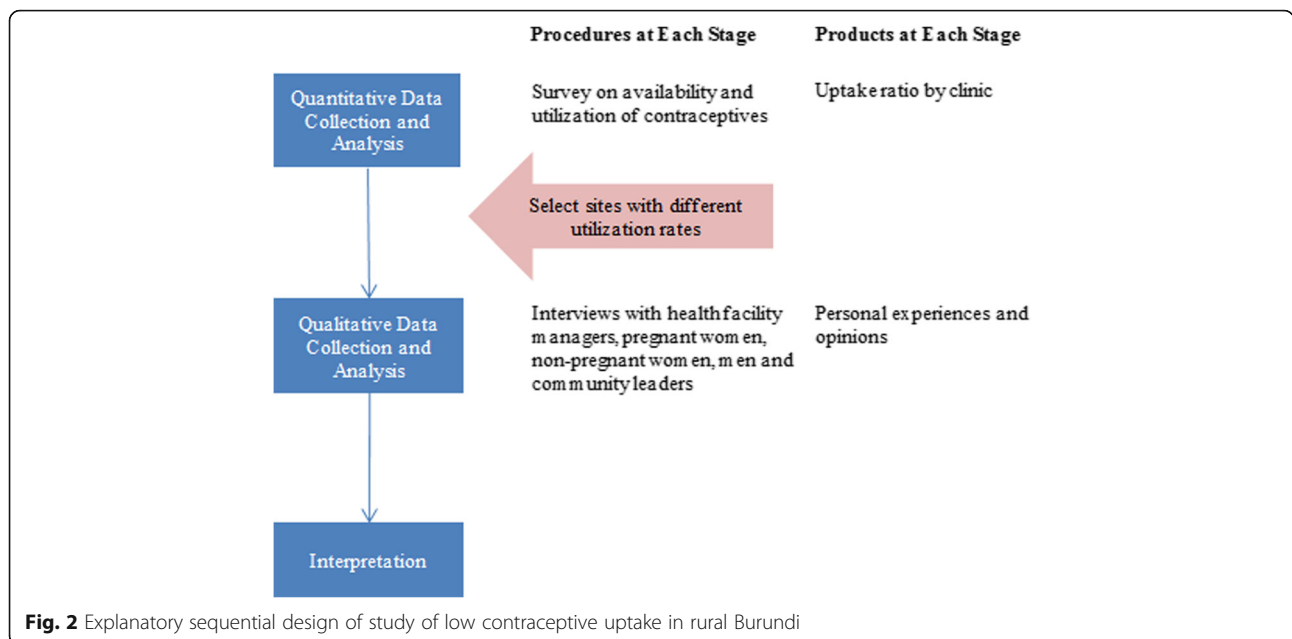 Procedures at Each Stage
Products at Each Stage
Quantitative Data
Collection and
Analysis
Survey on availability and
utilization of contraceptives
Uptake ratio by clinic
Select sites with different
utilization rates
Qualitative Data
Collection and
Analysis
Interviews with health facility
managers, pregnant women,
non-pregnant women, men and
community leaders
Personal experiences and
opinions
Interpretation
Fig. 2 Explanatory sequential design of study of low contraceptive uptake in rural Burundi